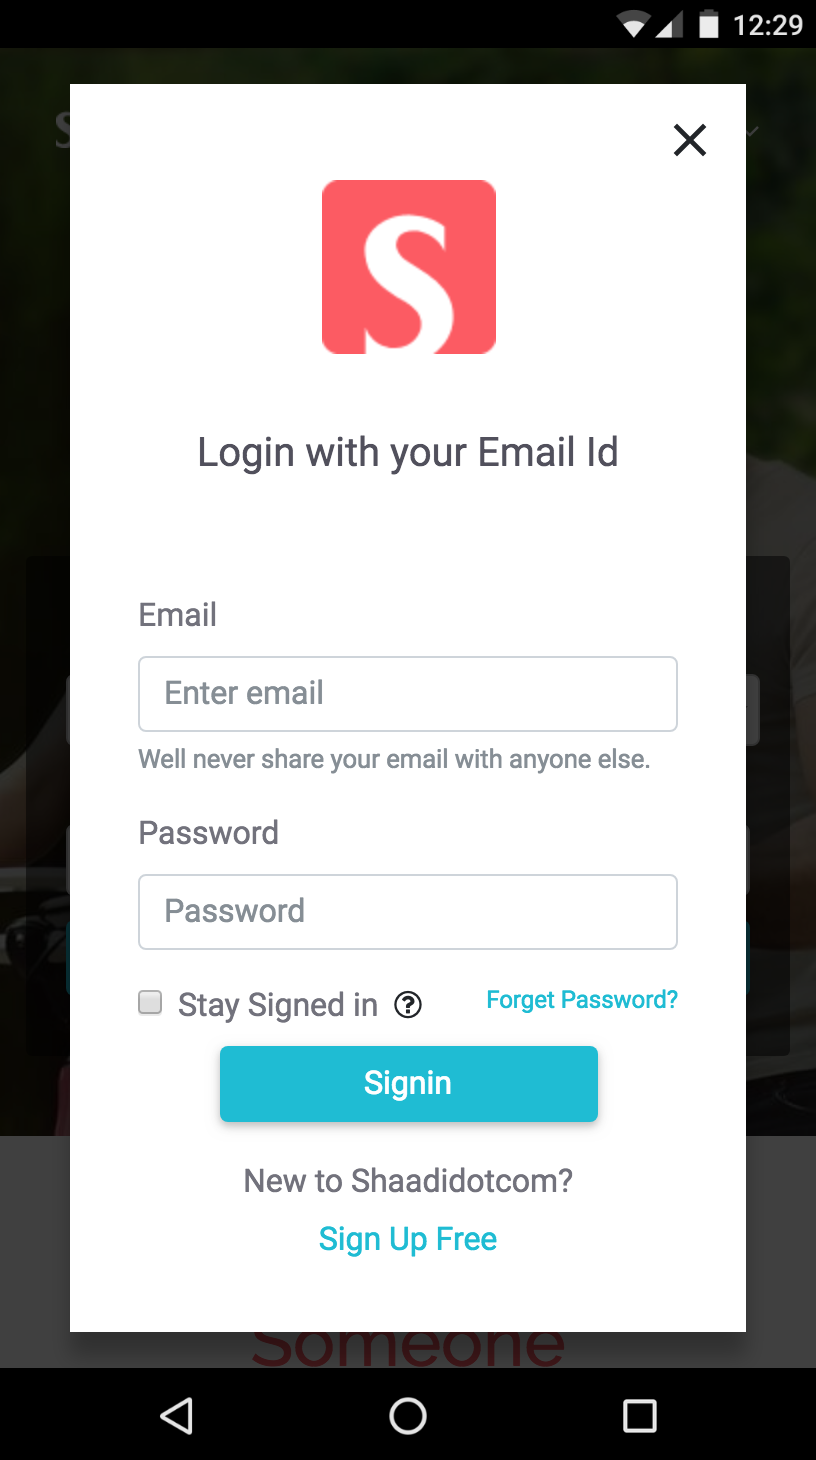 12:29
S
S
Login with your Email Id
Email
Enter email
Well never share your email with anyone else.
Password
Password
Stay Signed in ?
Forget Password?
Signin
New to Shaadidotcom?
Sign Up Free
Someone